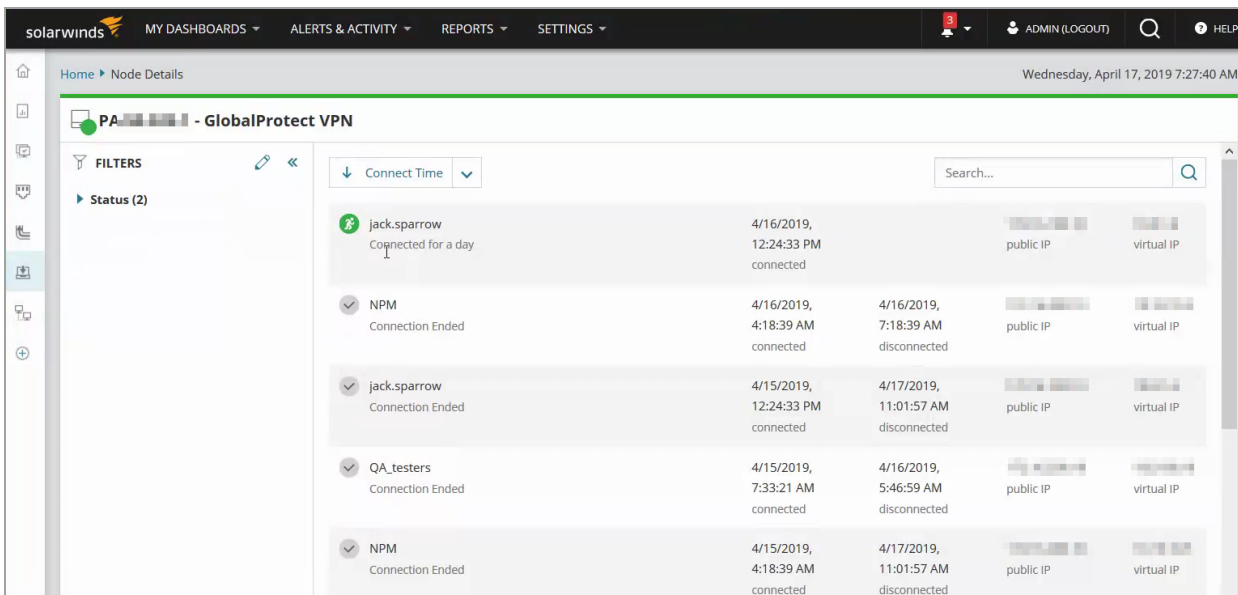 solarwinds MY DASHBOARDS ALERTS & ACTIVITY REPORTS SETTINGS 3 ADMIN (LOGOUT) ? HELP
Home Node Details Wednesday, April 17, 2019 7:27:40 AM
PA - GlobalProtect VPN
FILTERS
Status (2)
Connect Time
Search...
jack.sparrow 4/16/2019,
Connected for a day 12:24:33 PM public IP virtual IP
connected
NPM 4/16/2019, 4/16/2019,
Connection Ended 4:18:39 AM 7:18:39 AM public IP virtual IP
connected disconnected
jack.sparrow 4/15/2019, 4/17/2019,
Connection Ended 12:24:33 PM 11:01:57 AM public IP virtual IP
connected disconnected
QA_testers 4/15/2019, 4/16/2019,
Connection Ended 7:33:21 AM 5:46:59 AM public IP virtual IP
connected disconnected
NPM 4/15/2019, 4/17/2019,
Connection Ended 4:18:39 AM 11:01:57 AM public IP virtual IP
connected disconnected